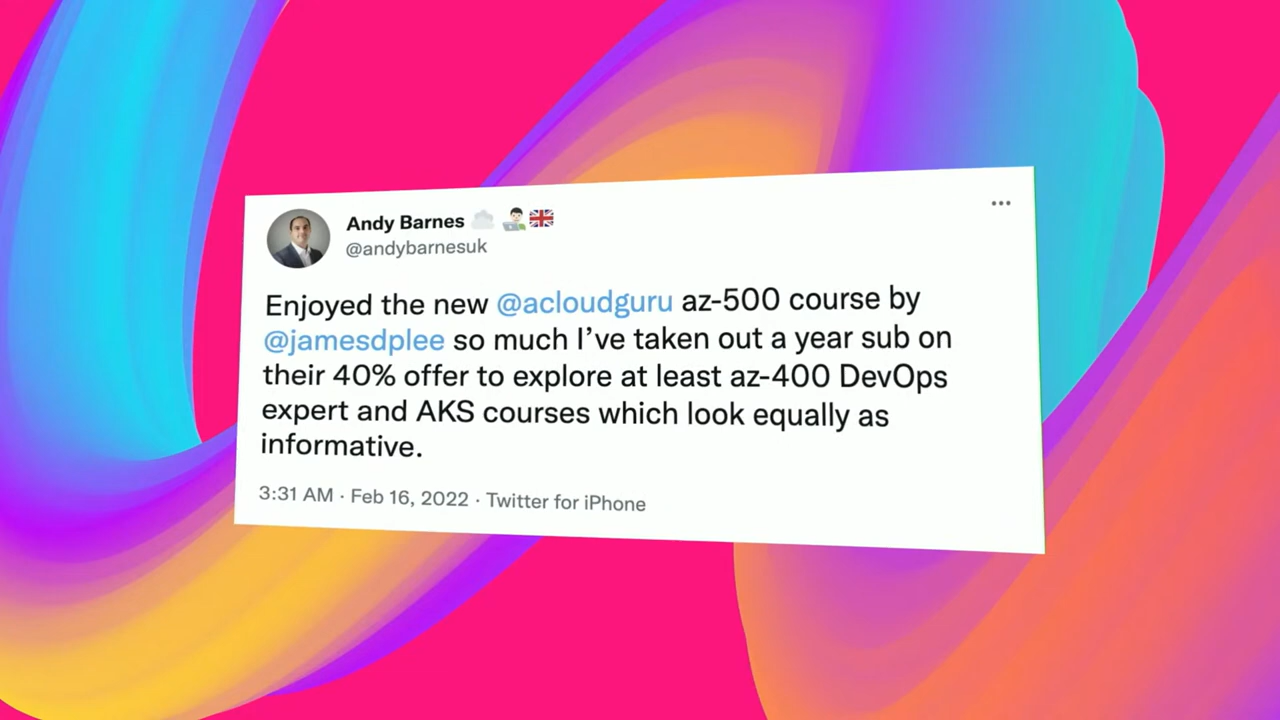 Andy Barnes ☁️ 👨🏻‍💻🇬🇧
@andybarnesuk
Enjoyed the new @acloudguru az-500 course by
@jamesdplee so much I’ve taken out a year sub on
their 40% offer to explore at least az-400 DevOps
expert and AKS courses which look equally as
informative.
3:31 AM · Feb 16, 2022 · Twitter for iPhone